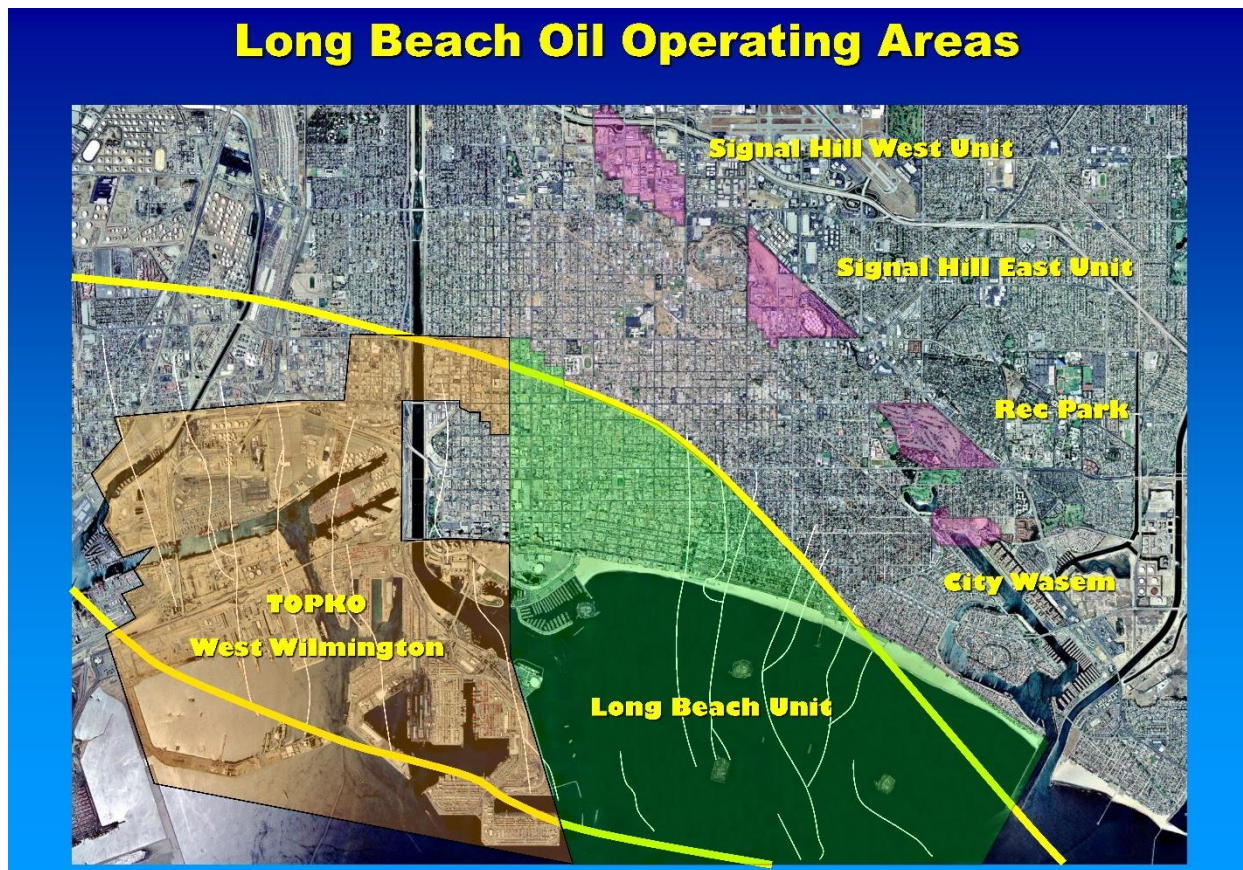 Long Beach Oil Operating Areas
Signal Hill West Unit
Signal Hill East Unit
Rec Park
City Wasem
TOPKO
West Wilmington
Long Beach Unit